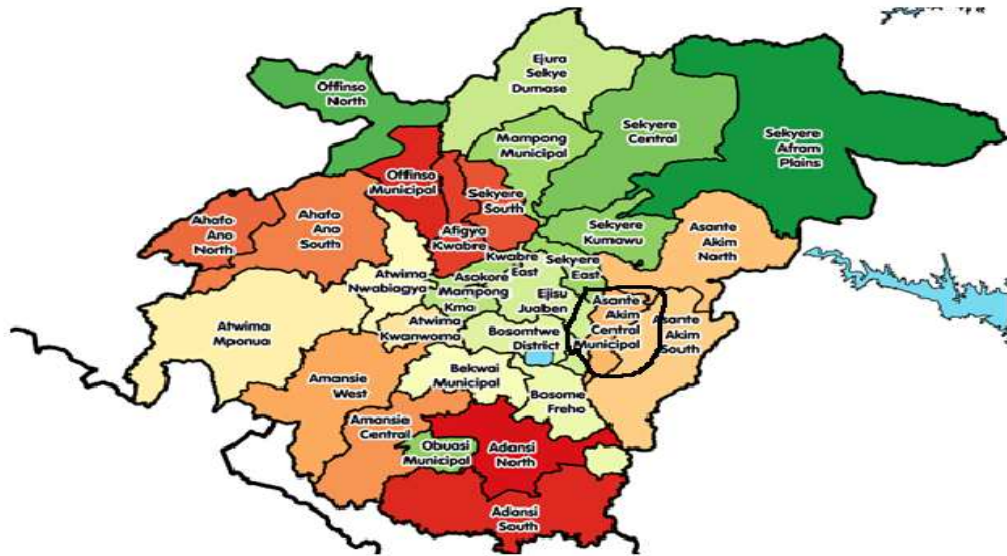 Ejura
Sekye
Dumase
Offinso
North
Sekyere
Central
Sekyere
Afram
Plains
Mampong
Municipal
Offinso
Municipal
Sekyere
South
Ahafo
Ano
North
Ahafo
Ano
South
Afigya
Kwabre
Sekyere
Kumawu
Asante
Akim
North
Kwabre
East
Sekyere
East
Atwima
Nwabiagya
Asokore
Mampong
Kma
Ejisu
Juaben
Asante
Akim
Central
Municipal
Asante
Akim
South
Atwima
Mponua
Atwima
Kwanwoma
Bosomtwe
District
Bekwai
Municipal
Amansie
West
Bosome
Freho
Amansie
Central
Obuasi
Municipal
Adansi
North
Adansi
South